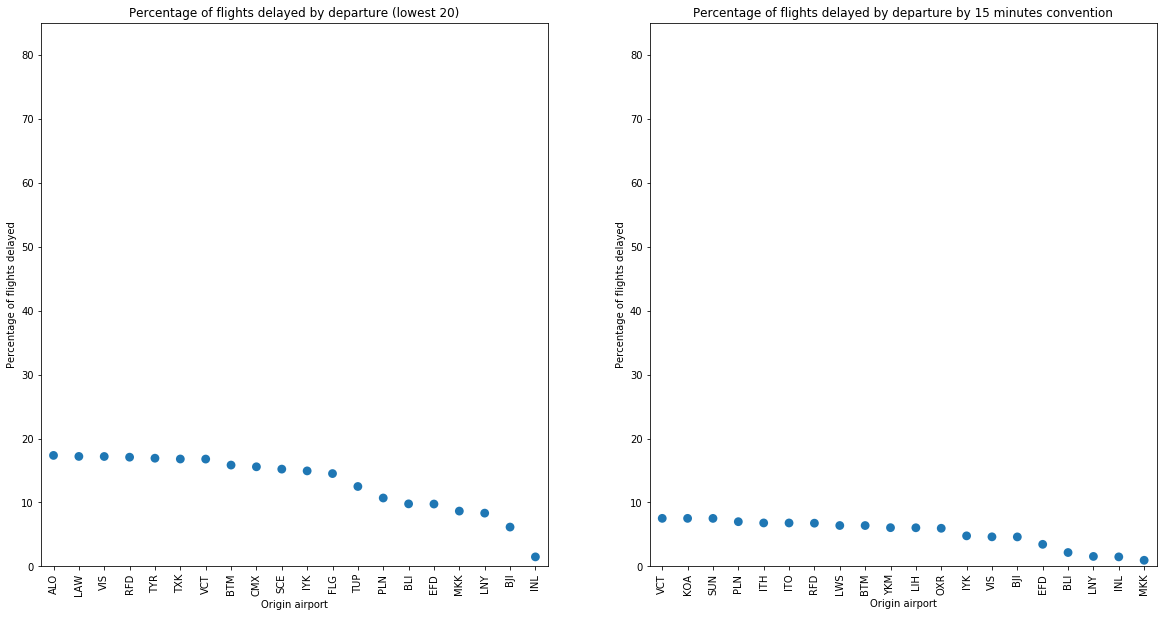 Percentage of flights delayed by departure (lowest 20)
80
70
60
50
40
30
20
10
0
Percentage of flights delayed
ALO
LAW
VIS
RFD
TYR
TXK
VCT
BTM
CMX
SCE
IYK
FLG
TUP
PLN
BLI
EFD
MKK
LNY
BJI
INL
Origin airport
Percentage of flights delayed by departure by 15 minutes convention
80
70
60
50
40
30
20
10
0
Percentage of flights delayed
VCT
KOA
SUN
PLN
ITH
ITO
RFD
LWS
BTM
YKM
LIH
OXR
IYK
VIS
BJI
EFD
BLI
LNY
INL
MKK
Origin airport